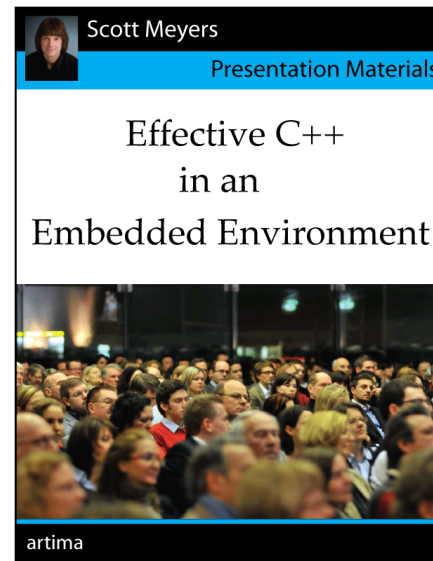 Scott Meyers
Presentation Materials
Effective C++
in an
Embedded Environment
artima